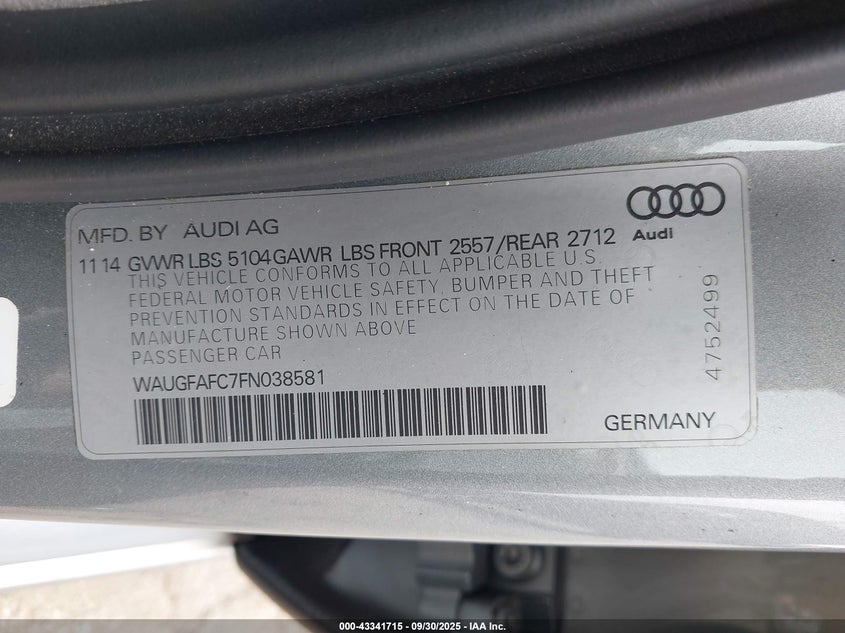 MFD. BY AUDI AG
Audi
11 14 GVWR LBS 5104 GAWR LBS FRONT 2557/REAR 2712
THIS VEHICLE CONFORMS TO ALL APPLICABLE U.S.
FEDERAL MOTOR VEHICLE SAFETY, BUMPER AND THEFT
PREVENTION STANDARDS IN EFFECT ON THE DATE OF
MANUFACTURE SHOWN ABOVE
PASSENGER CAR
WAUGFAFC7FN038581
4752499
GERMANY
000-43341715 - 09/30/2025 - IAA Inc.